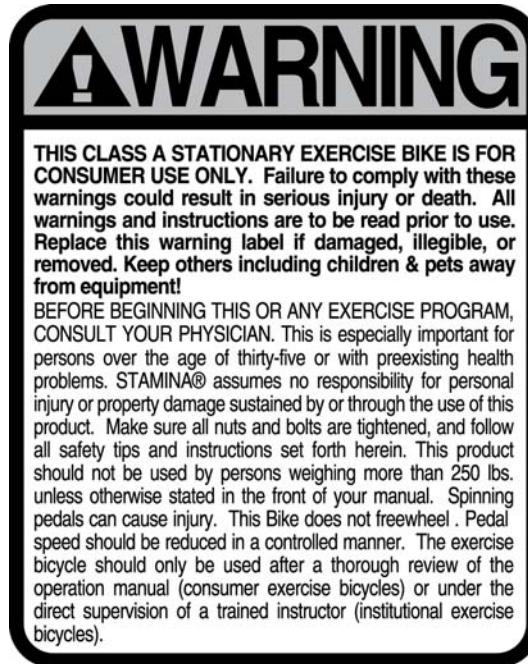 WARNING
THIS CLASS A STATIONARY EXERCISE BIKE IS FOR
CONSUMER USE ONLY. Failure to comply with these
warnings could result in serious injury or death. All
warnings and instructions are to be read prior to use.
Replace this warning label if damaged, illegible, or
removed. Keep others including children & pets away
from equipment!
BEFORE BEGINNING THIS OR ANY EXERCISE PROGRAM,
CONSULT YOUR PHYSICIAN. This is especially important for
persons over the age of thirty-five or with preexisting health
problems. STAMINA® assumes no responsibility for personal
injury or property damage sustained by or through the use of this
product. Make sure all nuts and bolts are tightened, and follow
all safety tips and instructions set forth herein. This product
should not be used by persons weighing more than 250 lbs.
unless otherwise stated in the front of your manual. Spinning
pedals can cause injury. This Bike does not freewheel . Pedal
speed should be reduced in a controlled manner. The exercise
bicycle should only be used after a thorough review of the
operation manual (consumer exercise bicycles) or under the
direct supervision of a trained instructor (institutional exercise
bicycles).